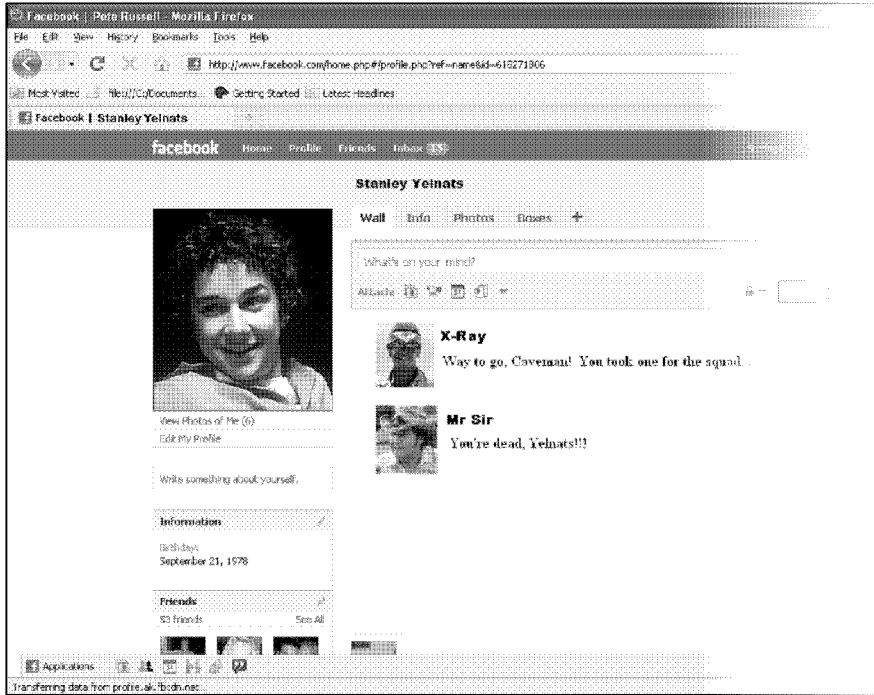 Facebook | Pete Russell - Mozilla Firefox
File Edit View History Bookmarks Tools Help
http://www.facebook.com/home.php#/profile.php?ref=name&id=616271806
Most Visited file:///C:/Documents... Getting Started Latest Headlines
Facebook | Stanley Yelnats
facebook Home Profile Friends Inbox 15
Stanley Yelnats
Wall Info Photos Boxes +
What's on your mind?
Attach
X-Ray
Way to go, Caveman! You took one for the squad.
Mr Sir
You're dead, Yelnats!!!
View Photos of Me (6)
Edit My Profile
Write something about yourself.
Information
Birthday:
September 21, 1978
Friends
53 friends See All
Applications
Transferring data from profile.ak.fbcdn.net...